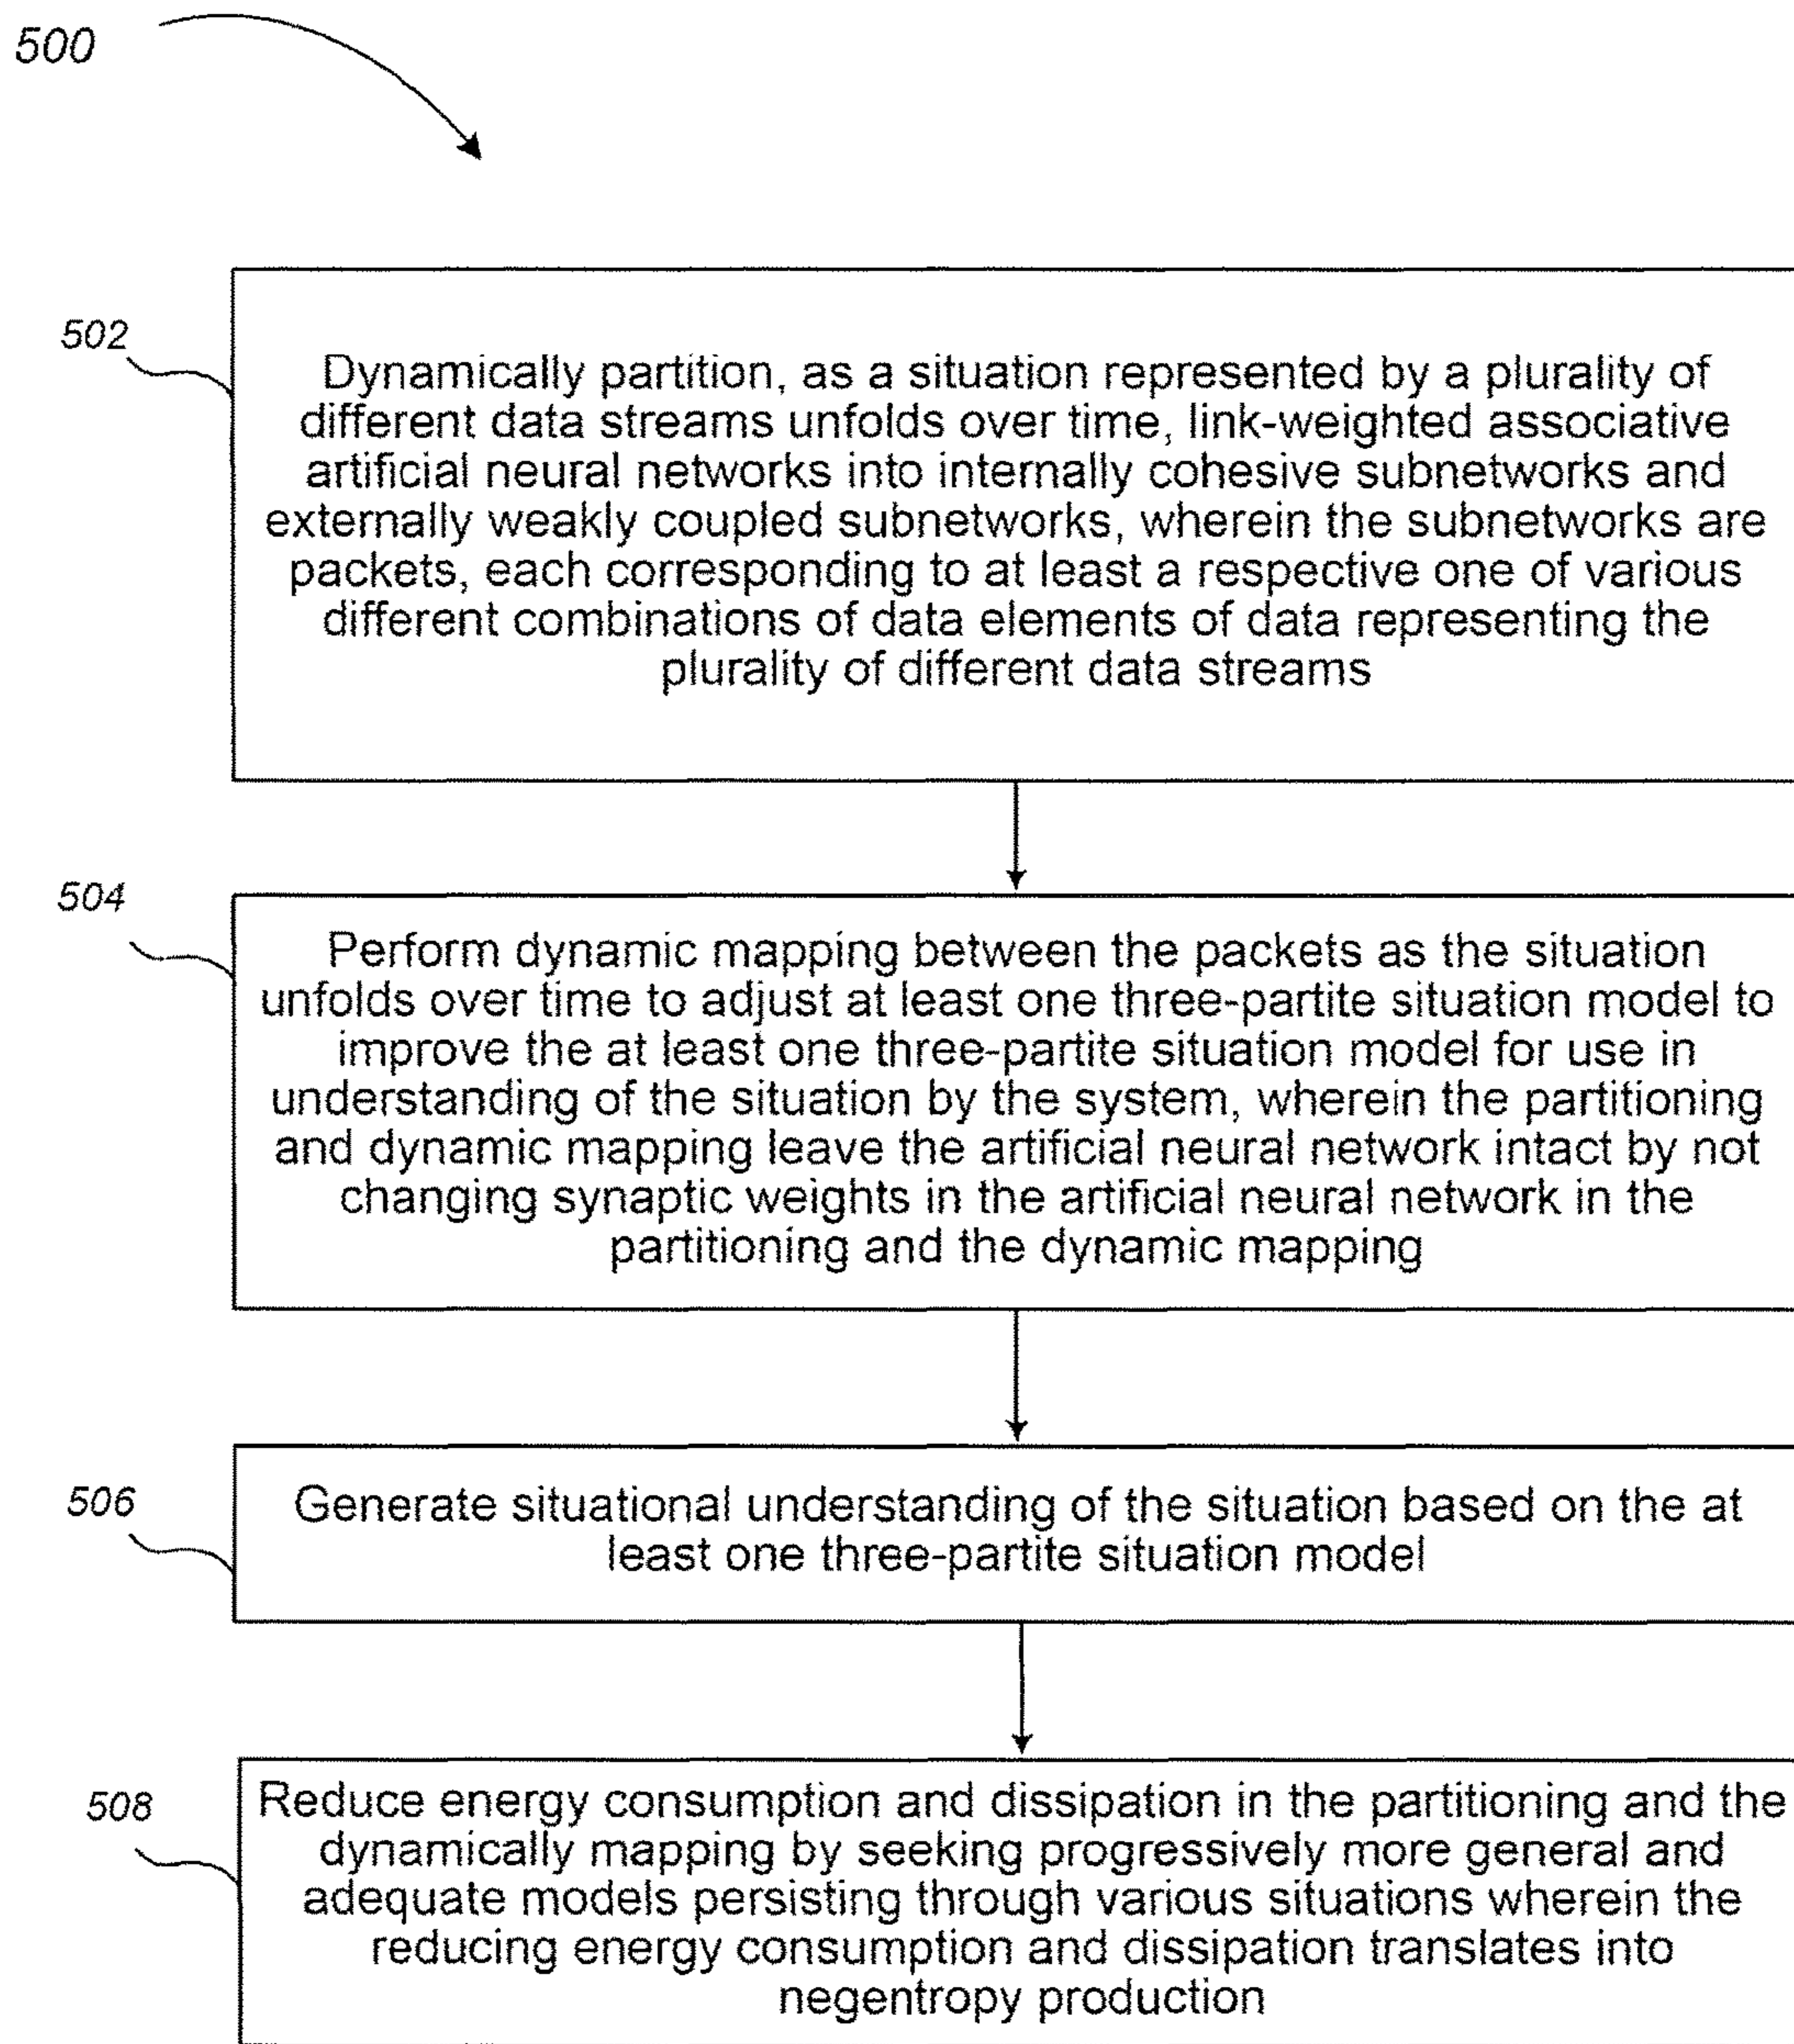 500
502
Dynamically partition, as a situation represented by a plurality of
different data streams unfolds over time, link-weighted associative
artificial neural networks into internally cohesive subnetworks and
externally weakly coupled subnetworks, wherein the subnetworks are
packets, each corresponding to at least a respective one of various
different combinations of data elements of data representing the
plurality of different data streams
504
Perform dynamic mapping between the packets as the situation
unfolds over time to adjust at least one three-partite situation model to
improve the at least one three-partite situation model for use in
understanding of the situation by the system, wherein the partitioning
and dynamic mapping leave the artificial neural network intact by not
changing synaptic weights in the artificial neural network in the
partitioning and the dynamic mapping
506
Generate situational understanding of the situation based on the at
least one three-partite situation model
508
Reduce energy consumption and dissipation in the partitioning and the
dynamically mapping by seeking progressively more general and
adequate models persisting through various situations wherein the
reducing energy consumption and dissipation translates into
negentropy production